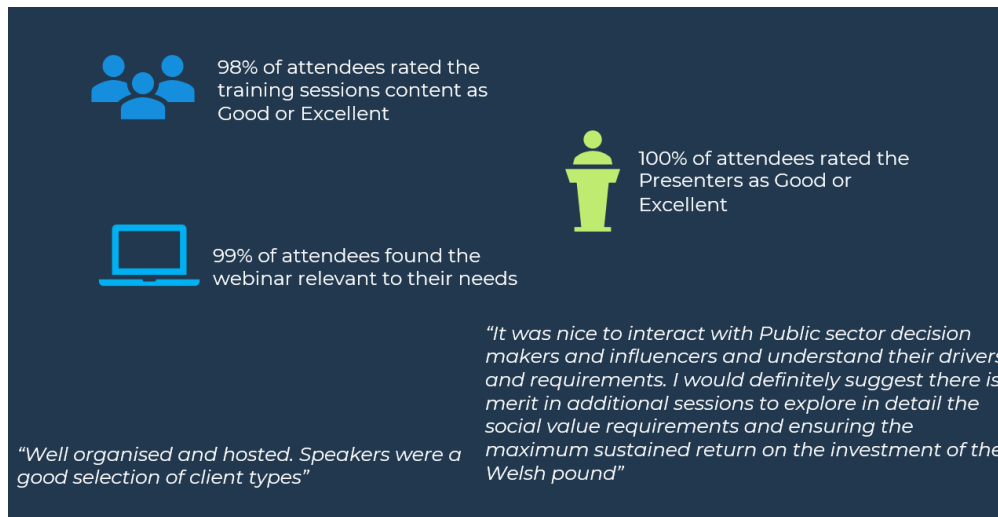 98% of attendees rated the
training sessions content as
Good or Excellent
100% of attendees rated the
Presenters as Good or
Excellent
99% of attendees found the
webinar relevant to their needs
“It was nice to interact with Public sector decision
makers and influencers and understand their drivers
and requirements. I would definitely suggest there is
merit in additional sessions to explore in detail the
social value requirements and ensuring the
maximum sustained return on the investment of the
Welsh pound”
“Well organised and hosted. Speakers were a
good selection of client types”